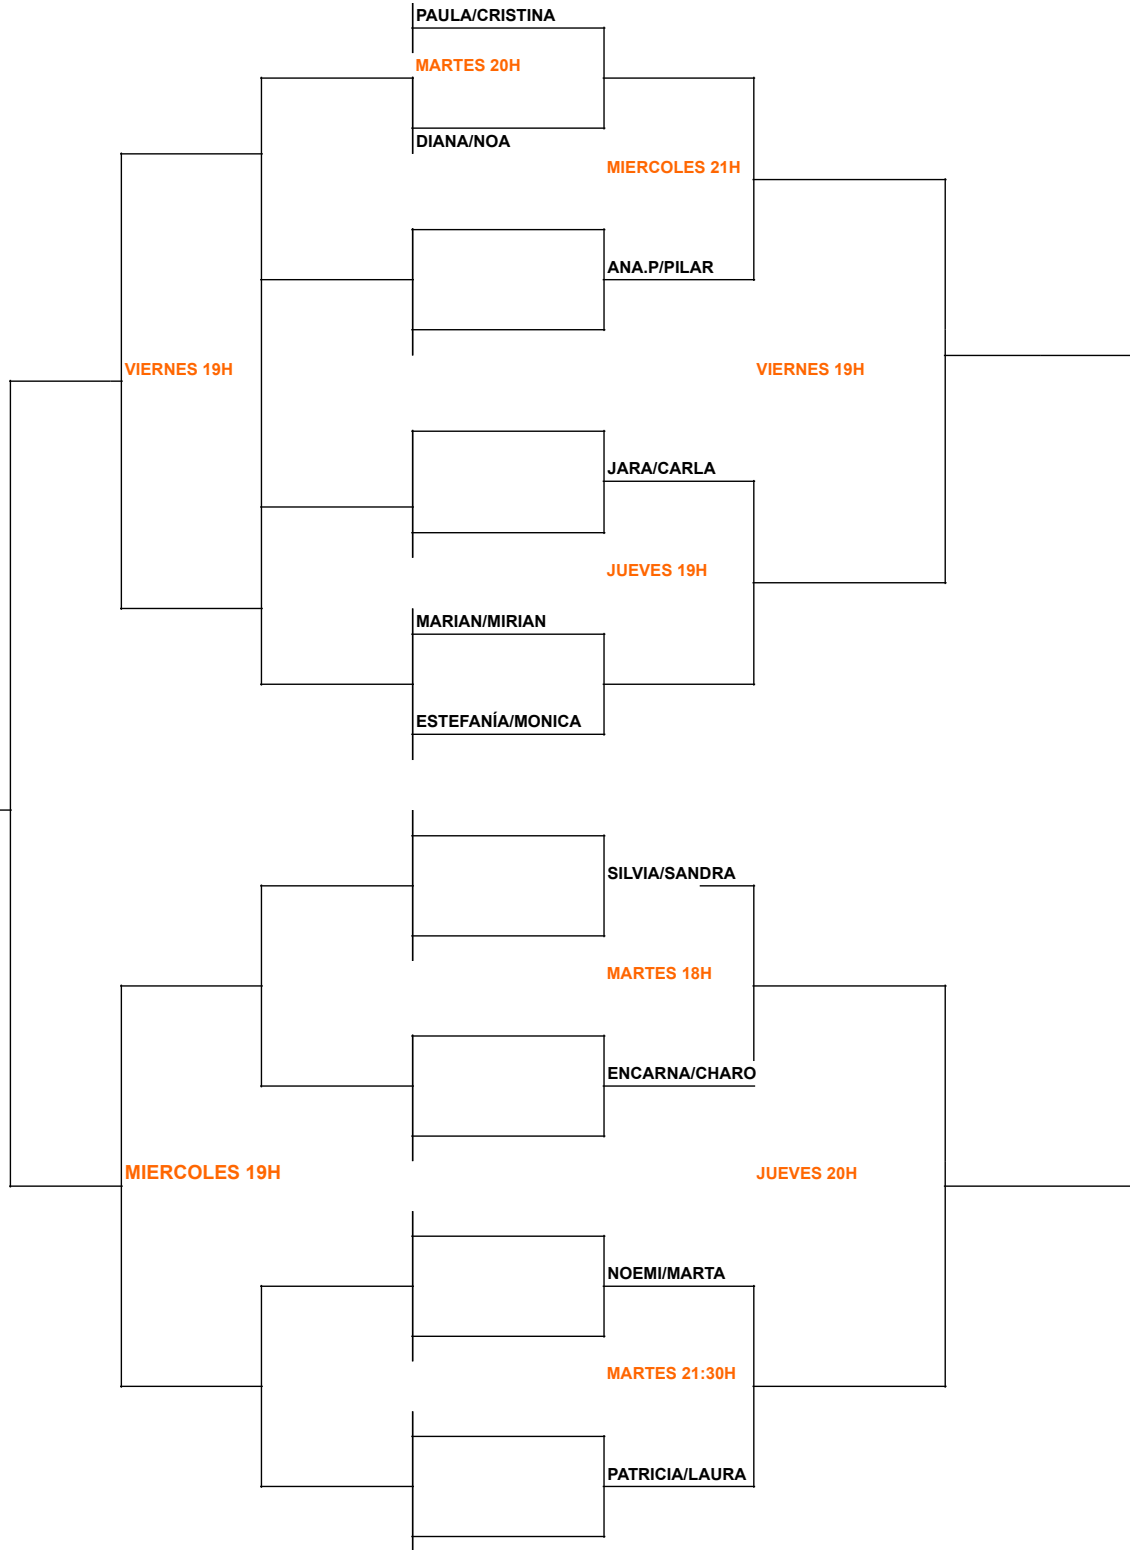 PAULA/CRISTINA
MARTES 20H
DIANA/NOA
MIERCOLES 21H
ANA.P/PILAR
VIERNES 19H
VIERNES 19H
JARA/CARLA
JUEVES 19H
MARIAN/MIRIAN
ESTEFANÍA/MONICA
SILVIA/SANDRA
MARTES 18H
ENCARNA/CHARO
MIERCOLES 19H
JUEVES 20H
NOEMI/MARTA
MARTES 21:30H
PATRICIA/LAURA